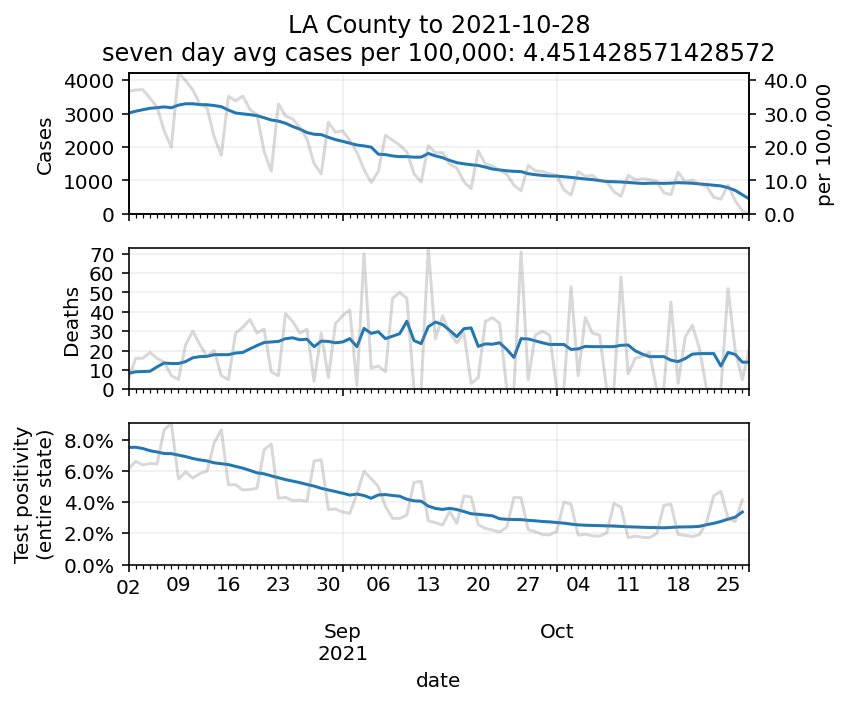 LA County to 2021-10-28
seven day avg cases per 100,000: 4.451428571428572
Cases
4000
3000
2000
1000
0
40.0
30.0
20.0
10.0
0.0
per 100,000
Deaths
70
60
50
40
30
20
10
0
Test positivity
(entire state)
8.0%
6.0%
4.0%
2.0%
0.0%
02 09 16 23 30 06 13 20 27 04 11 18 25
Sep Oct
2021
date